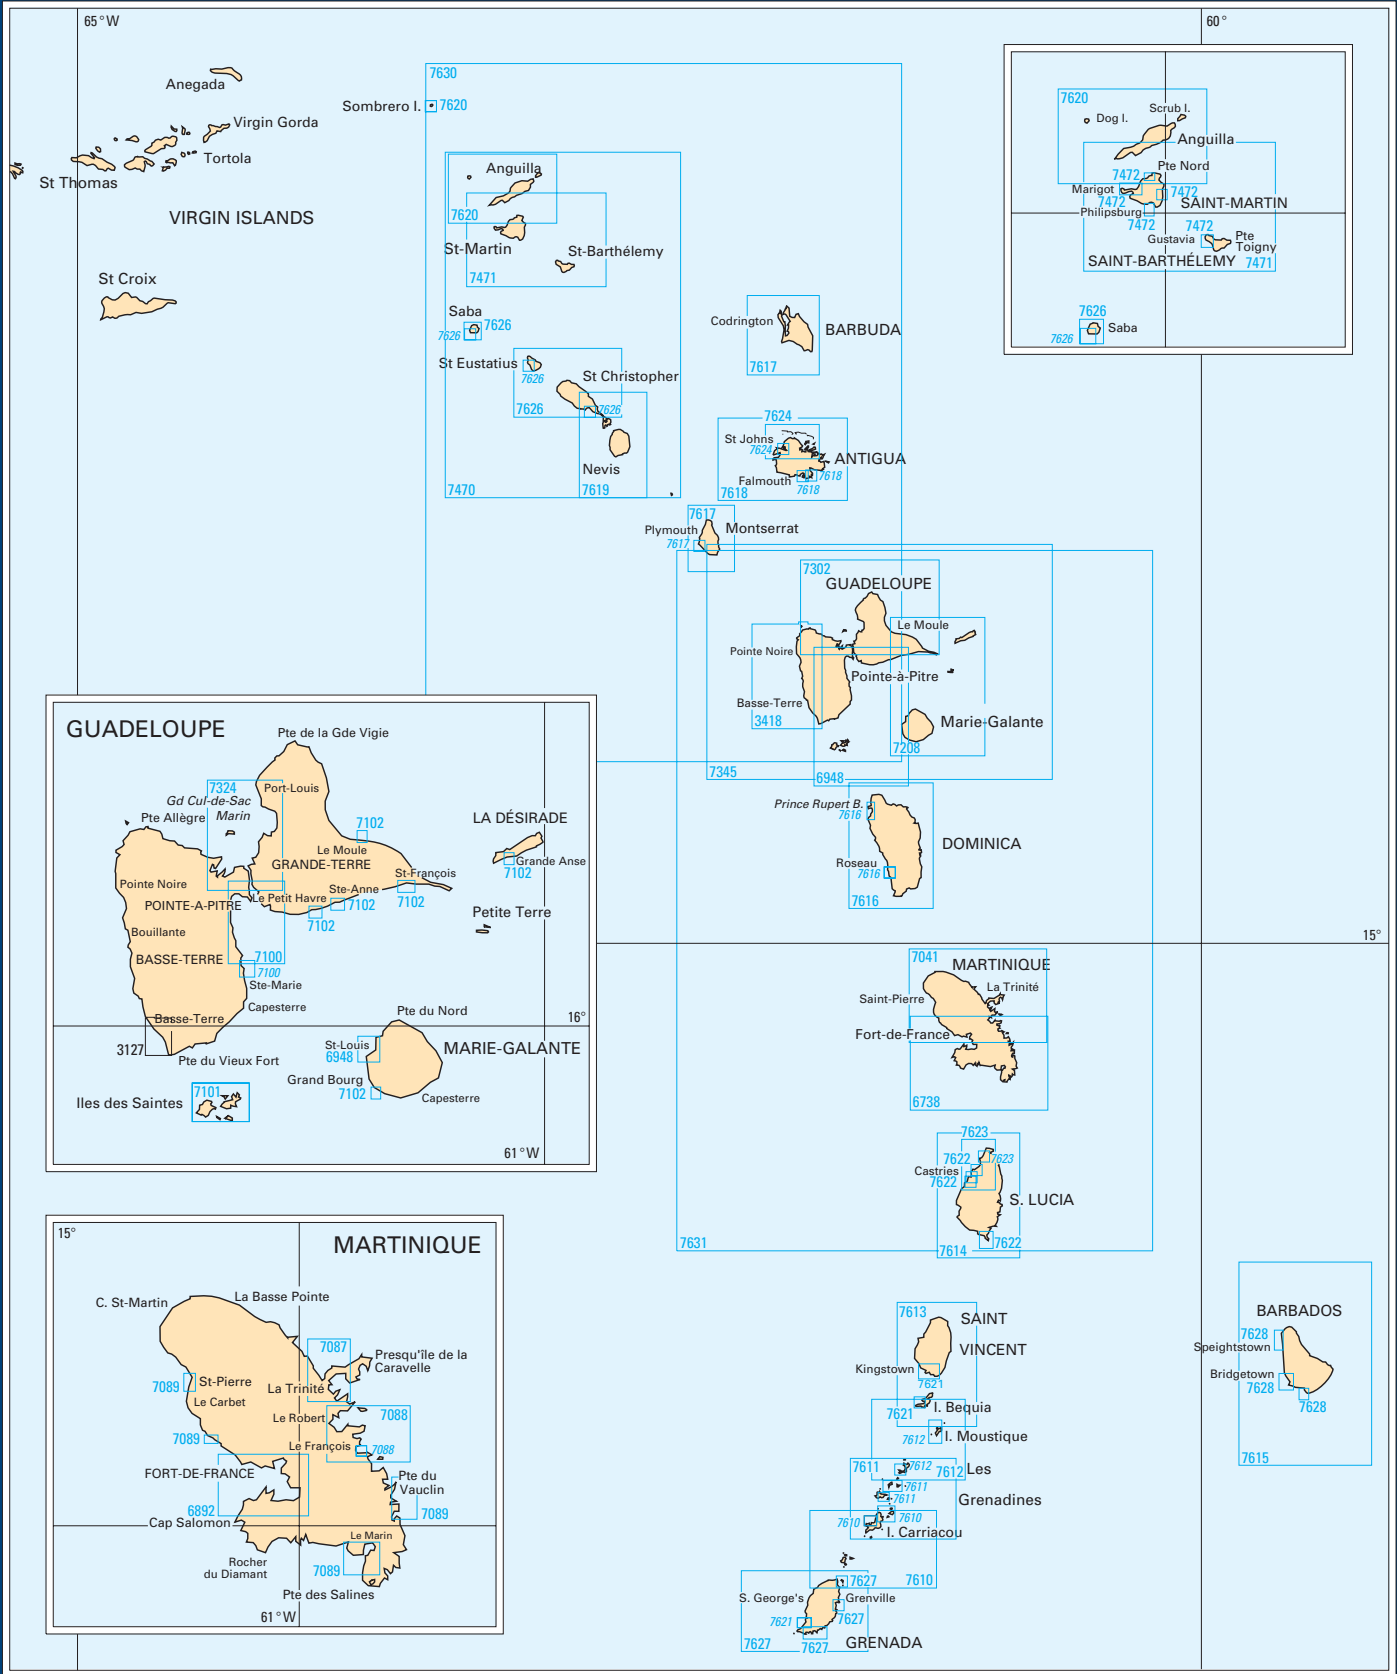 65°W
60°
Anegada
Virgin Gorda
Tortola
St Thomas
VIRGIN ISLANDS
St Croix
7630
Sombrero I.
7620
Anguilla
7620
St-Martin
St-Barthélemy
7471
Saba
7626
7626
St Eustatius
7626
St Christopher
7626
7626
Nevis
7470
7619
Codrington
BARBUDA
7617
7624
St Johns
7624
ANTIGUA
Falmouth
7618
7618
7618
7617
Plymouth
Montserrat
7617
7620
Dog I.
Scrub I.
Anguilla
Pte Nord
7472
Marigot
7472
7472
SAINT-MARTIN
Philipsburg
7472
7472
Gustavia
Pte
Toigny
SAINT-BARTHÉLEMY
7471
7626
Saba
7626
7302
GUADELOUPE
Le Moule
Pointe Noire
Pointe-à-Pitre
Basse-Terre
3418
Marie-Galante
7208
7345
6948
Prince Rupert B.
7616
DOMINICA
Roseau
7616
7616
15°
7041
MARTINIQUE
La Trinité
Saint-Pierre
Fort-de-France
6738
7623
7622
7623
Castries
7622
S. LUCIA
7622
7614
7631
7613
SAINT
VINCENT
Kingstown
7621
I. Bequia
7621
I. Moustique
7612
7611
7612
7612
Les
Grenadines
7611
7611
7610
7610
I. Carriacou
7610
7627
S. George's
Grenville
7621
7627
7627
7627
GRENADA
BARBADOS
7628
Speightstown
Bridgetown
7628
7628
7615
GUADELOUPE
Pte de la Gde Vigie
7324
Port-Louis
Gd Cul-de-Sac
Marin
Pte Allègre
7102
LA DÉSIRADE
Le Moule
GRANDE-TERRE
Grande Anse
7102
St-François
Pointe Noire
Ste-Anne
7102
Le Petit Havre
7102
POINTE-A-PITRE
7102
Petite Terre
Bouillante
BASSE-TERRE
7100
7100
Ste-Marie
Capesterre
Pte du Nord
16°
Basse-Terre
3127
Pte du Vieux Fort
St-Louis
6948
MARIE-GALANTE
Grand Bourg
7102
Capesterre
7101
Iles des Saintes
61°W
15°
MARTINIQUE
La Basse Pointe
C. St-Martin
7087
Presqu'île de la
Caravelle
St-Pierre
7089
La Trinité
Le Carbet
Le Robert
7088
7089
Le François
7088
FORT-DE-FRANCE
Pte du
Vauclin
6892
7089
Cap Salomon
Le Marin
Rocher
du Diamant
7089
Pte des Salines
61°W